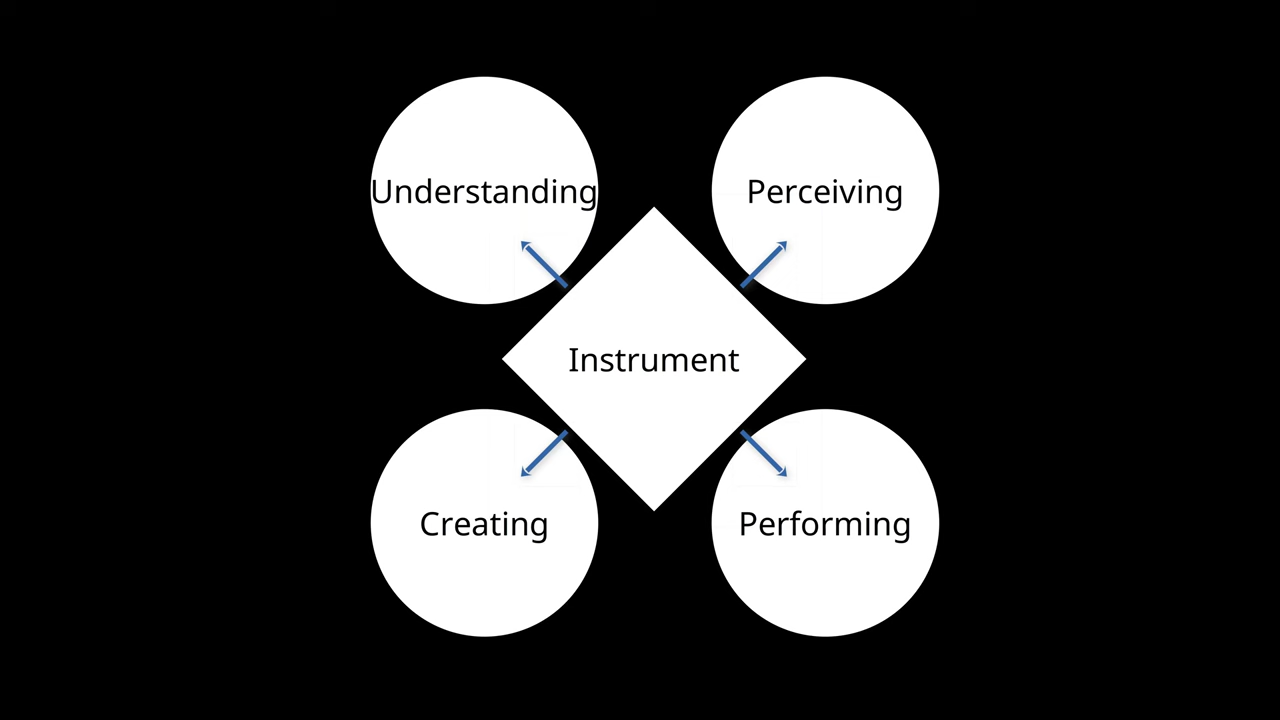 Understanding
Perceiving
Instrument
Creating
Performing